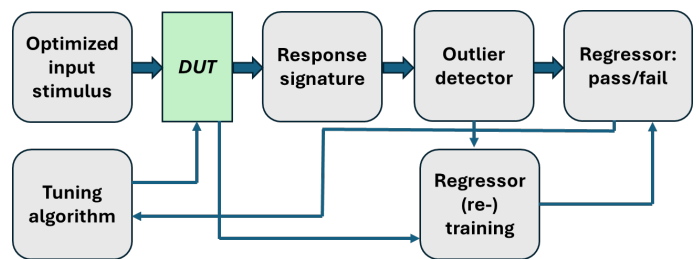 Optimized
input
stimulus
DUT
Response
signature
Outlier
detector
Regressor:
pass/fail
Tuning
algorithm
Regressor
(re-)
training